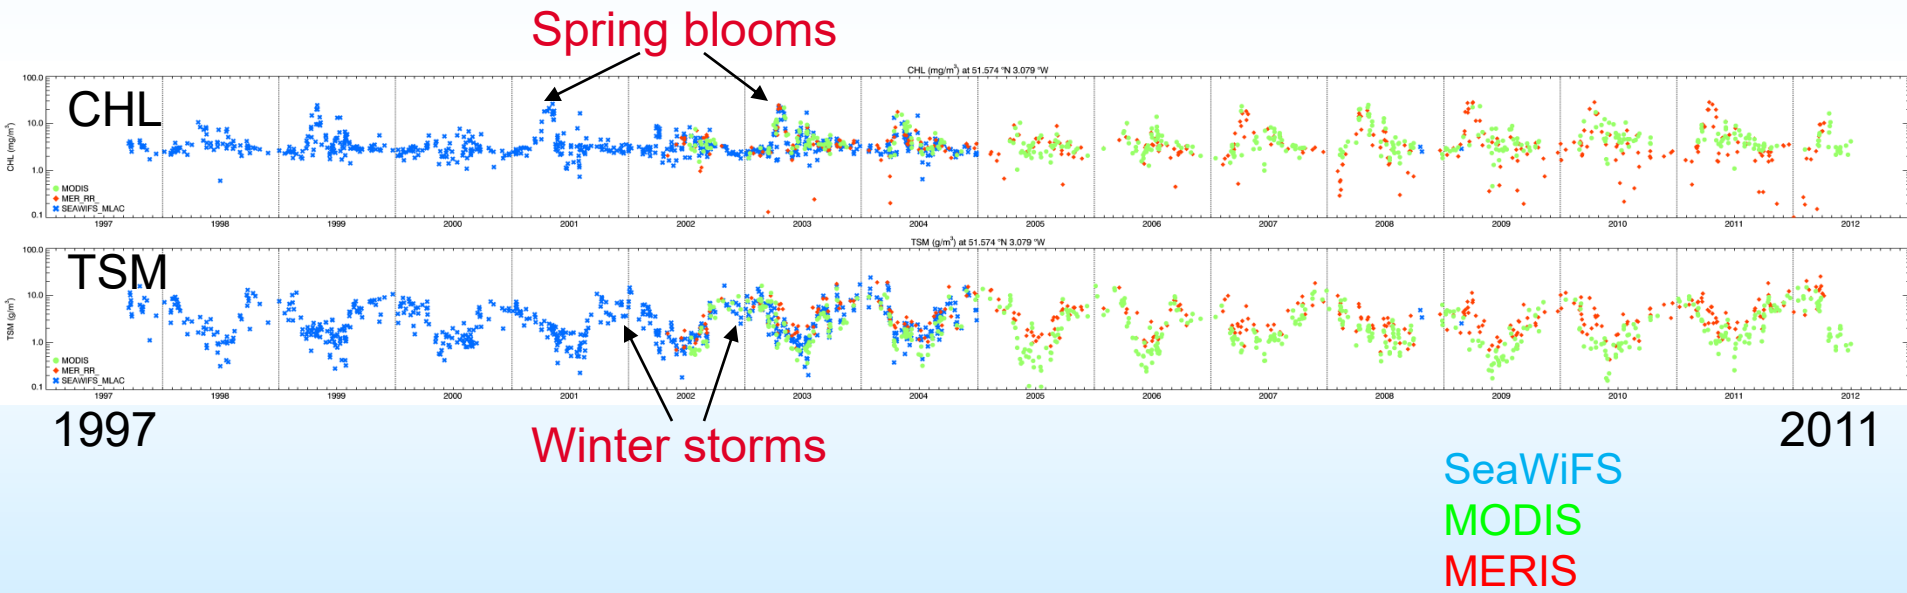 Spring blooms
CHL (mg/m³) at 51.574 °N 3.079 °W
CHL
CHL (mg/m³)
100.0
10.0
1.0
0.1
MODIS
MER_RR_
SEAWIFS_MLAC
1997 1998 1999 2000 2001 2002 2003 2004 2005 2006 2007 2008 2009 2010 2011 2012
TSM (g/m³) at 51.574 °N 3.079 °W
TSM
TSM (g/m³)
100.0
10.0
1.0
0.1
MODIS
MER_RR_
SEAWIFS_MLAC
1997 1998 1999 2000 2001 2002 2003 2004 2005 2006 2007 2008 2009 2010 2011 2012
1997
2011
Winter storms
SeaWiFS
MODIS
MERIS